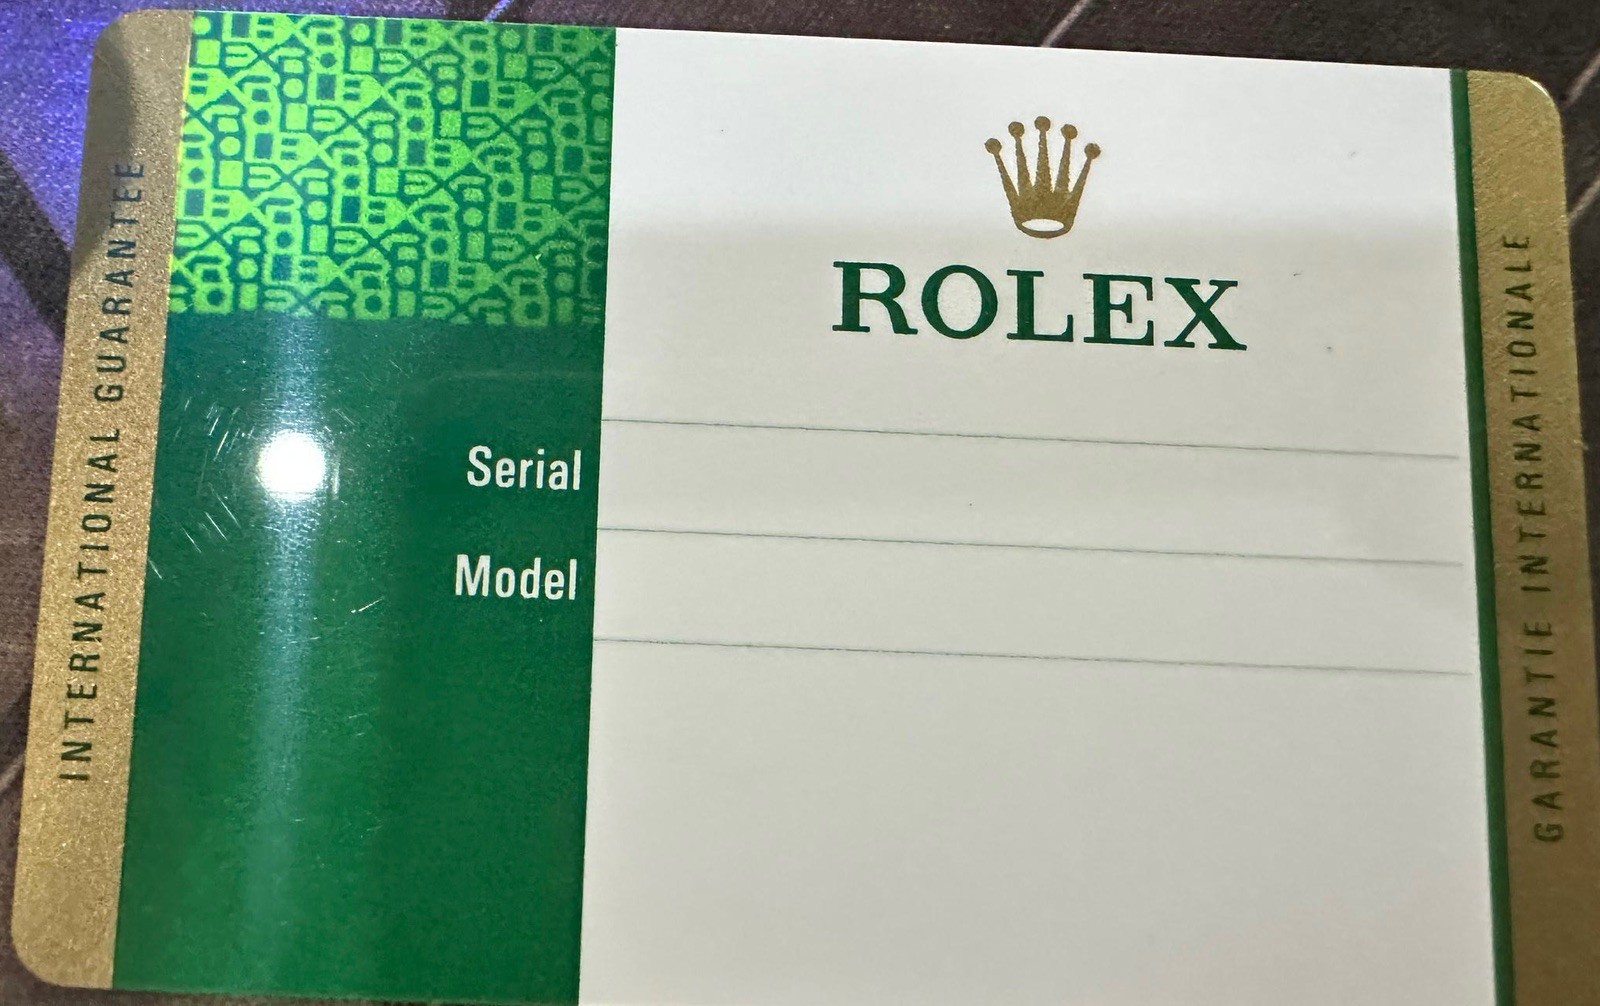 INTERNATIONAL GUARANTEE
ROLEX
Serial
Model
GARANTIE INTERNATIONALE